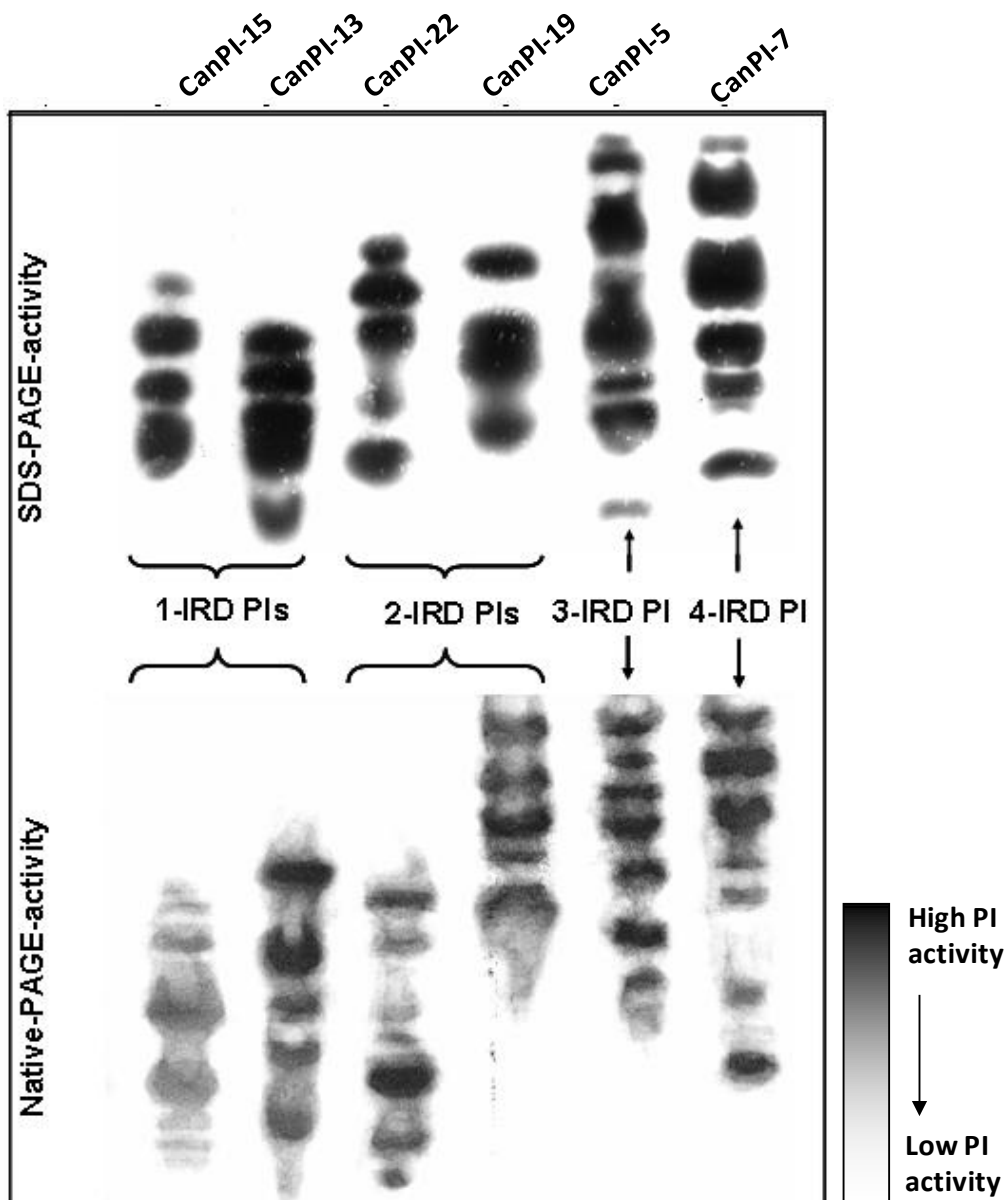 CanPI-15
CanPI-13
CanPI-22
CanPI-19
CanPI-5
CanPI-7
SDS-PAGE-activity
1-IRD PIs
2-IRD PIs
3-IRD PI
4-IRD PI
Native-PAGE-activity
High PI
activity
Low PI
activity